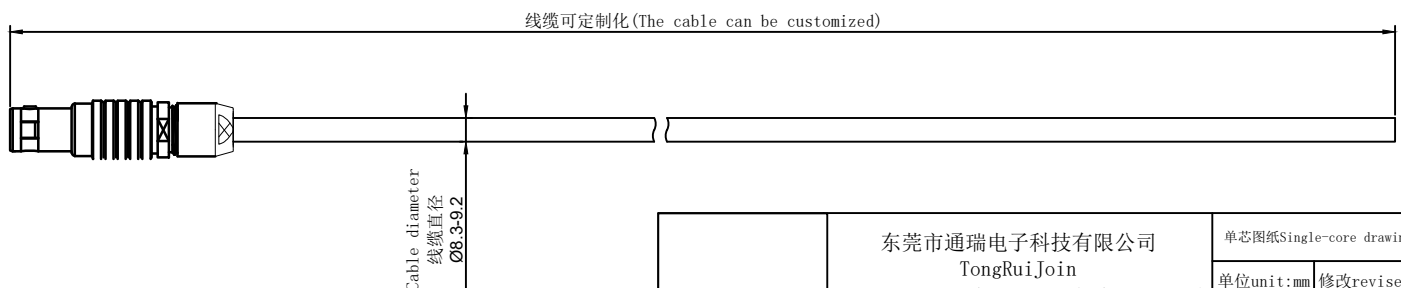 线缆可定制化(The cable can be customized)
Cable diameter
线缆直径
Ø8.3-9.2
东莞市通瑞电子科技有限公司
TongRuiJoin
单芯图纸Single-core
单位unit:mm
修改revise